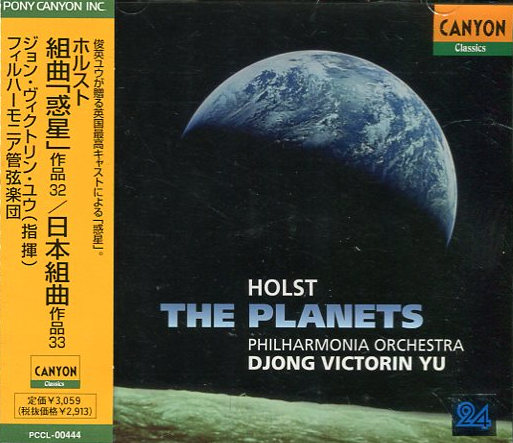 PONY CANYON INC.
俊英ユウが贈る英国最高キャストによる「惑星」。
ホルスト
組曲「惑星」作品32/日本組曲作品33
ジョン・ヴィクトリン・ユウ(指揮)
フィルハーモニア管弦楽団
CANYON
Classics
定価¥3,059
(税抜価格¥2,913)
PCCL-00444
CANYON
Classics
HOLST
THE PLANETS
PHILHARMONIA ORCHESTRA
DJONG VICTORIN YU
24